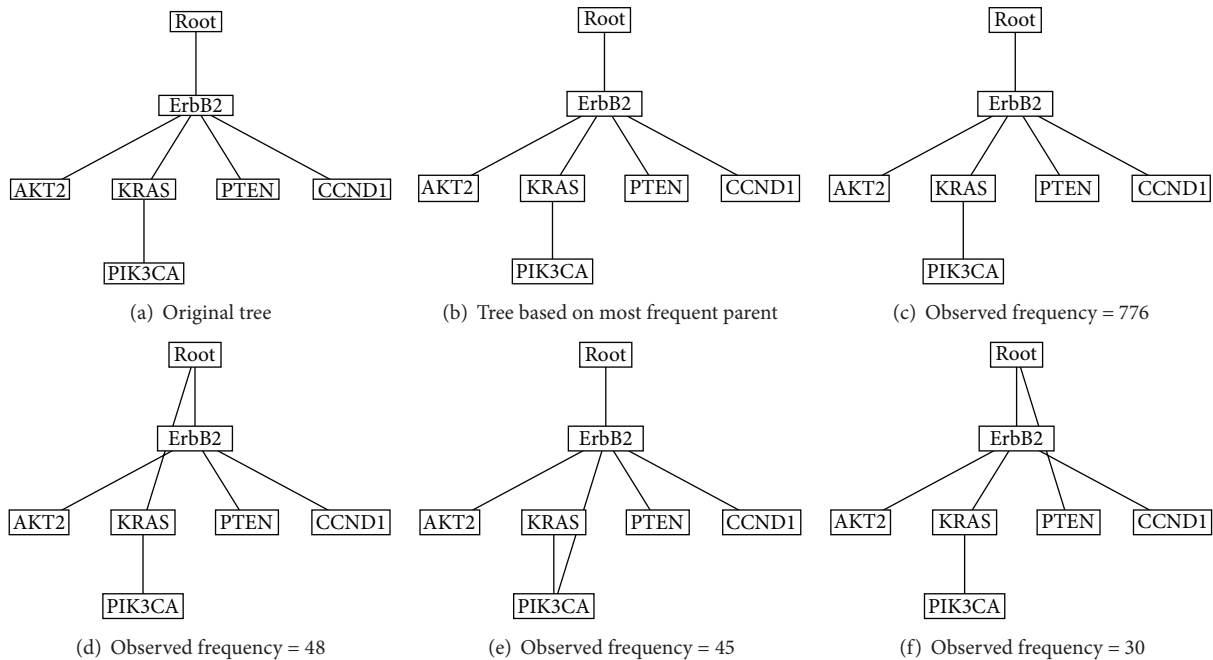 Root Root Root
ErbB2 ErbB2 ErbB2
AKT2 KRAS PTEN CCND1 AKT2 KRAS PTEN CCND1 AKT2 KRAS PTEN CCND1
PIK3CA PIK3CA PIK3CA
(a) Original tree (b) Tree based on most frequent parent (c) Observed frequency = 776
Root Root Root
ErbB2 ErbB2 ErbB2
AKT2 KRAS PTEN CCND1 AKT2 KRAS PTEN CCND1 AKT2 KRAS PTEN CCND1
PIK3CA PIK3CA PIK3CA
(d) Observed frequency = 48 (e) Observed frequency = 45 (f) Observed frequency = 30